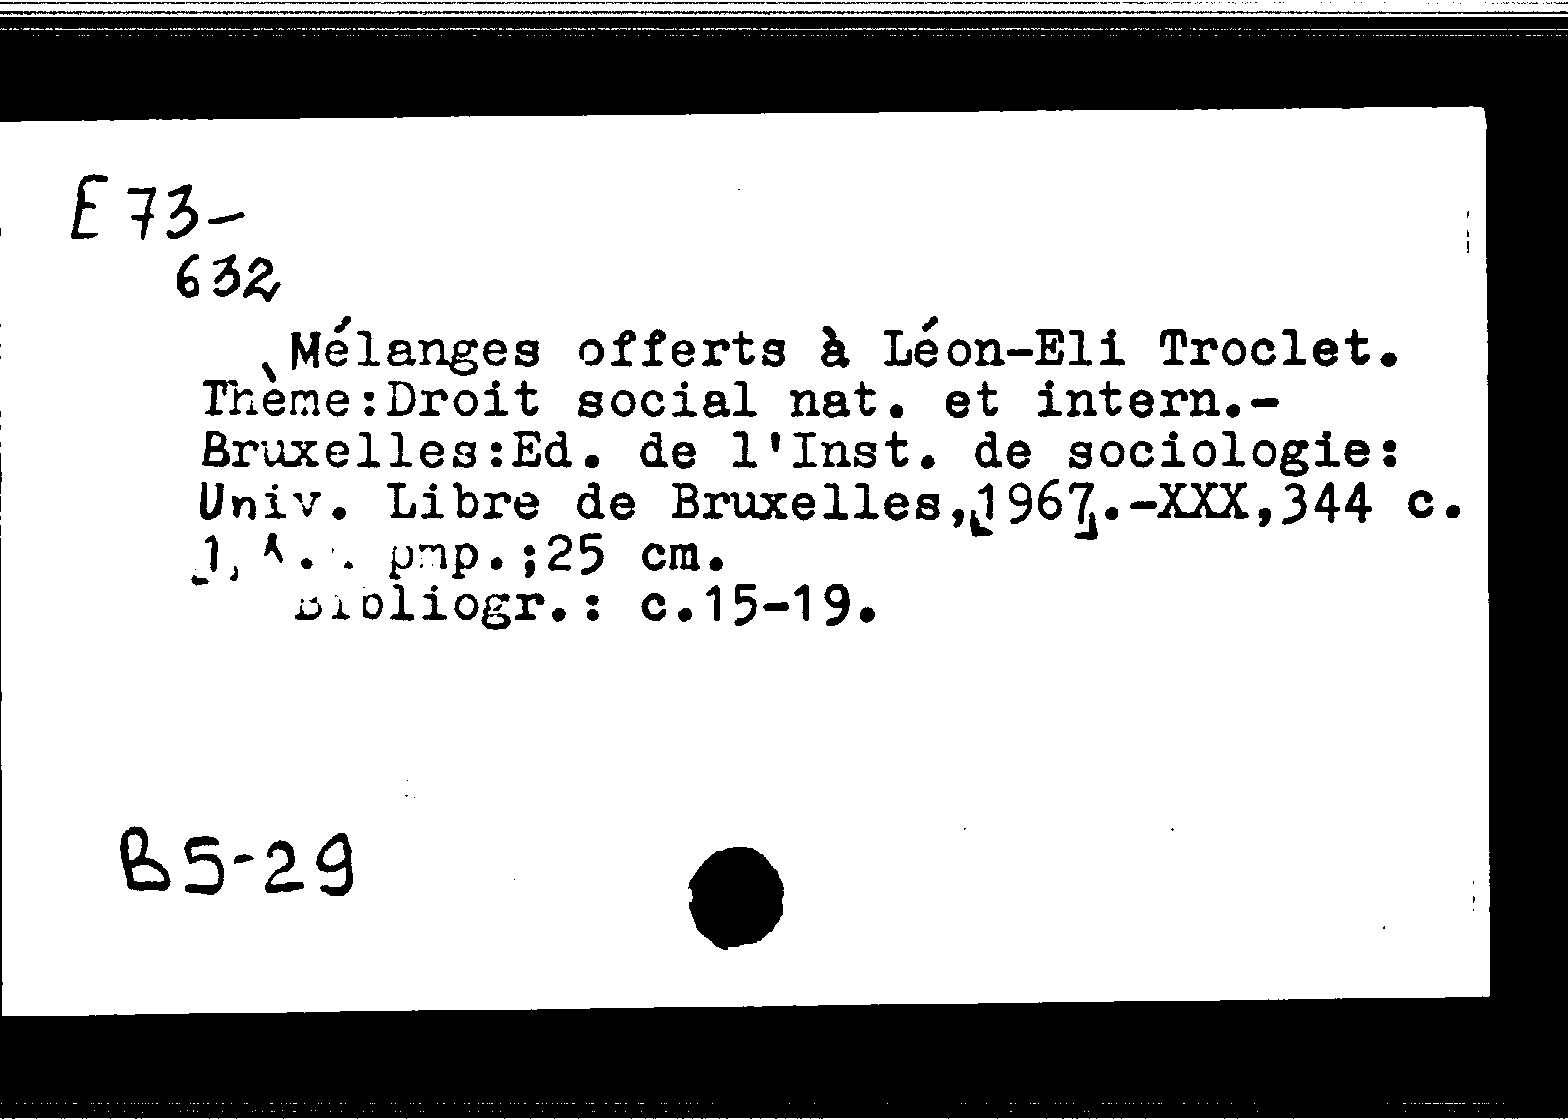 E 73-
632
Mélanges offerts à Léon-Eli Troclet.
Thème:Droit social nat. et intern.-
Bruxelles:Ed. de l'Inst. de sociologie:
Univ. Libre de Bruxelles,[1967].-XXX,344 c.
25 cm.
Bibliogr.: c.15-19.
B5-29